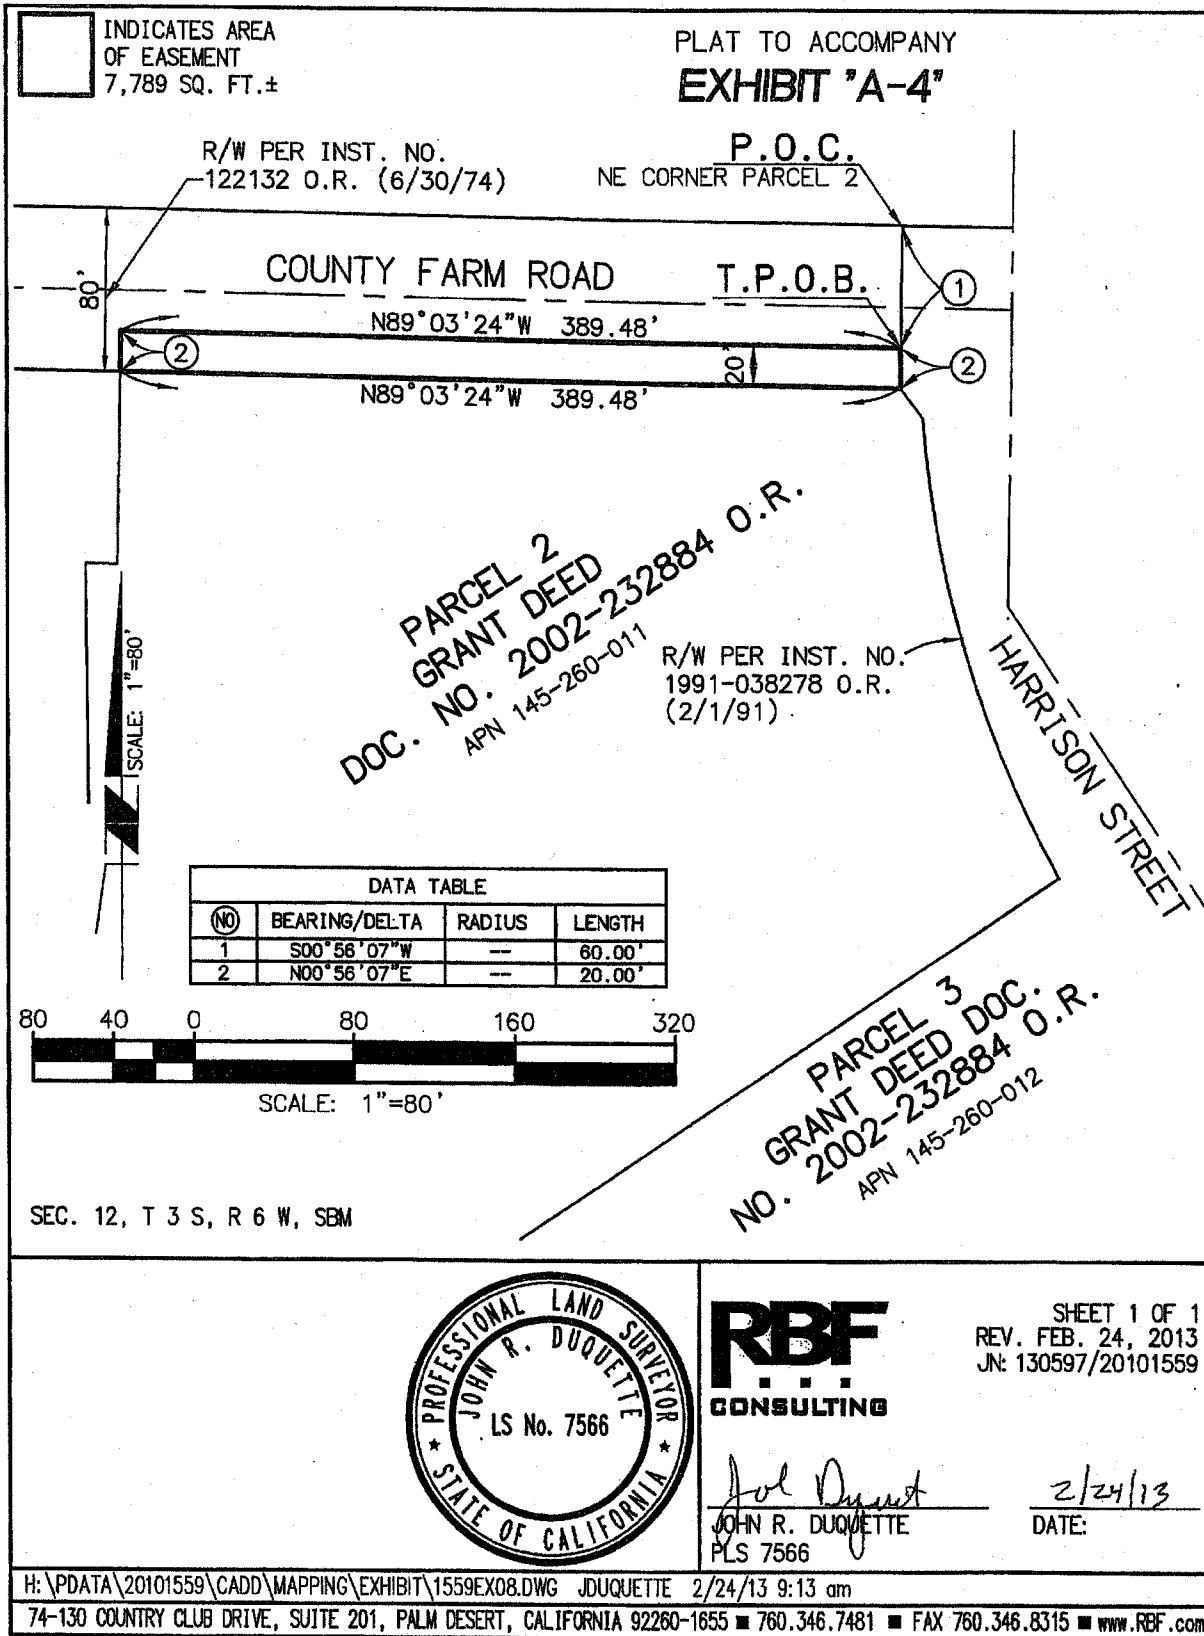 INDICATES AREA
OF EASEMENT
7,789 SQ. FT.±
PLAT TO ACCOMPANY
EXHIBIT "A-4"
R/W PER INST. NO.
122132 O.R. (6/30/74)
P.O.C.
NE CORNER PARCEL 2
80'
COUNTY FARM ROAD
T.P.O.B.
1
N89°03'24"W 389.48'
2
20'
2
N89°03'24"W 389.48'
PARCEL 2
GRANT DEED
DOC. NO. 2002-232884 O.R.
APN 145-260-011
R/W PER INST. NO.
1991-038278 O.R.
(2/1/91)
HARRISON STREET
SCALE: 1"=80'
N
DATA TABLE
NO BEARING/DELTA RADIUS LENGTH
1 S00°56'07"W -- 60.00'
2 N00°56'07"E -- 20.00'
80 40 0 80 160 320
SCALE: 1"=80'
PARCEL 3
GRANT DEED DOC.
NO. 2002-232884 O.R.
APN 145-260-012
SEC. 12, T 3 S, R 6 W, SBM
PROFESSIONAL LAND SURVEYOR
JOHN R. DUQUETTE
LS No. 7566
STATE OF CALIFORNIA
RBF
CONSULTING
SHEET 1 OF 1
REV. FEB. 24, 2013
JN: 130597/20101559
2/24/13
JOHN R. DUQUETTE
PLS 7566
DATE:
H:\PDATA\20101559\CADD\MAPPING\EXHIBIT\1559EX08.DWG JDUQUETTE 2/24/13 9:13 am
74-130 COUNTRY CLUB DRIVE, SUITE 201, PALM DESERT, CALIFORNIA 92260-1655 ■ 760.346.7481 ■ FAX 760.346.8315 ■ www.RBF.com